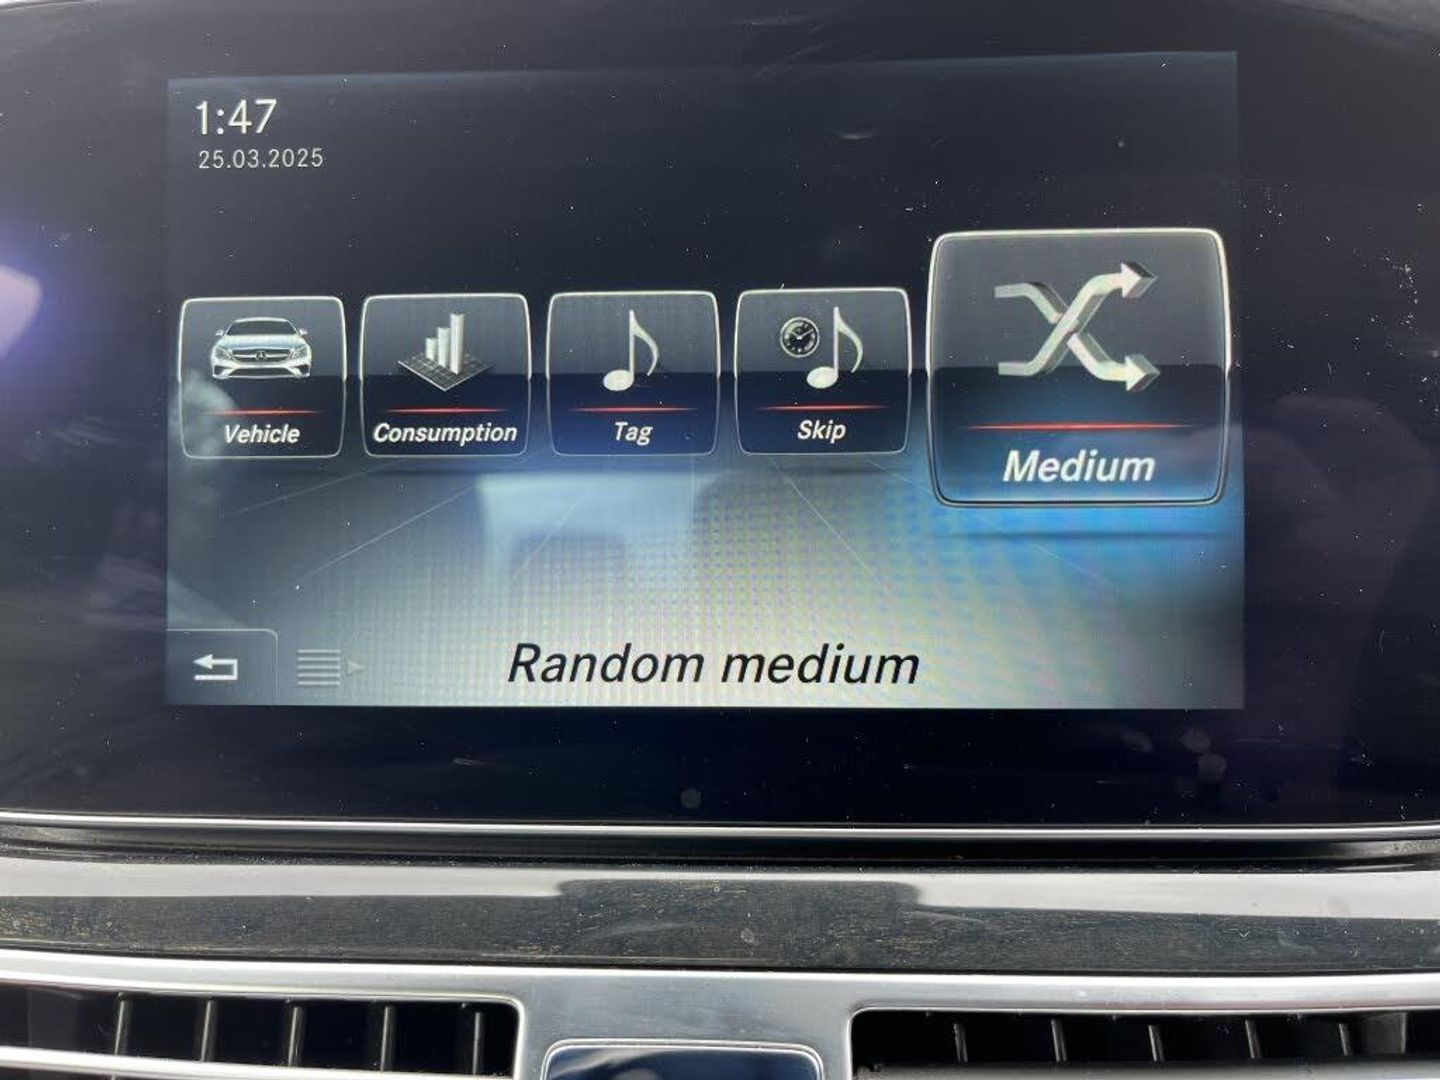 1:47
25.03.2025
Vehicle
Consumption
Tag
Skip
Medium
Random medium